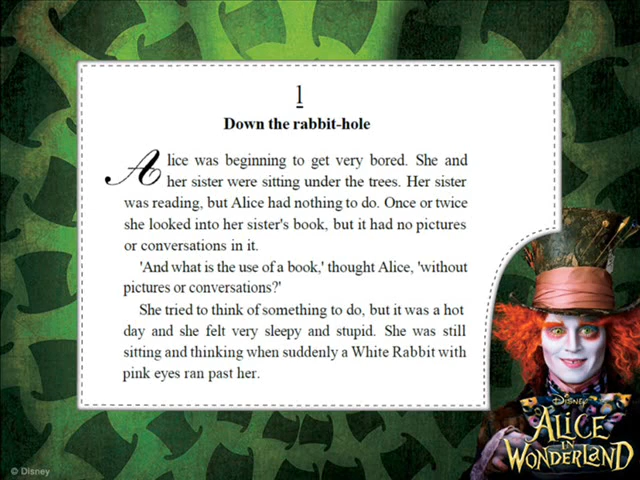 1
Down the rabbit-hole
Alice was beginning to get very bored. She and
her sister were sitting under the trees. Her sister
was reading, but Alice had nothing to do. Once or twice
she looked into her sister's book, but it had no pictures
or conversations in it.
'And what is the use of a book,' thought Alice, 'without
pictures or conversations?'
She tried to think of something to do, but it was a hot
day and she felt very sleepy and stupid. She was still
sitting and thinking when suddenly a White Rabbit with
pink eyes ran past her.
DISNEY
ALICE
IN
WONDERLAND
© Disney